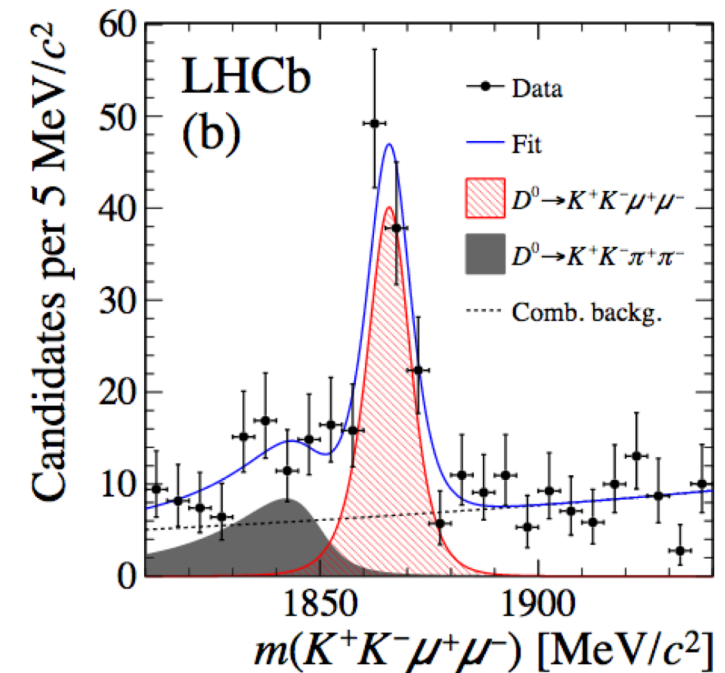 60
50
40
30
20
10
0
Candidates per 5 MeV/c²
LHCb
(b)
Data
Fit
D⁰→K⁺K⁻μ⁺μ⁻
D⁰→K⁺K⁻π⁺π⁻
Comb. backg.
1850
1900
m(K⁺K⁻μ⁺μ⁻) [MeV/c²]